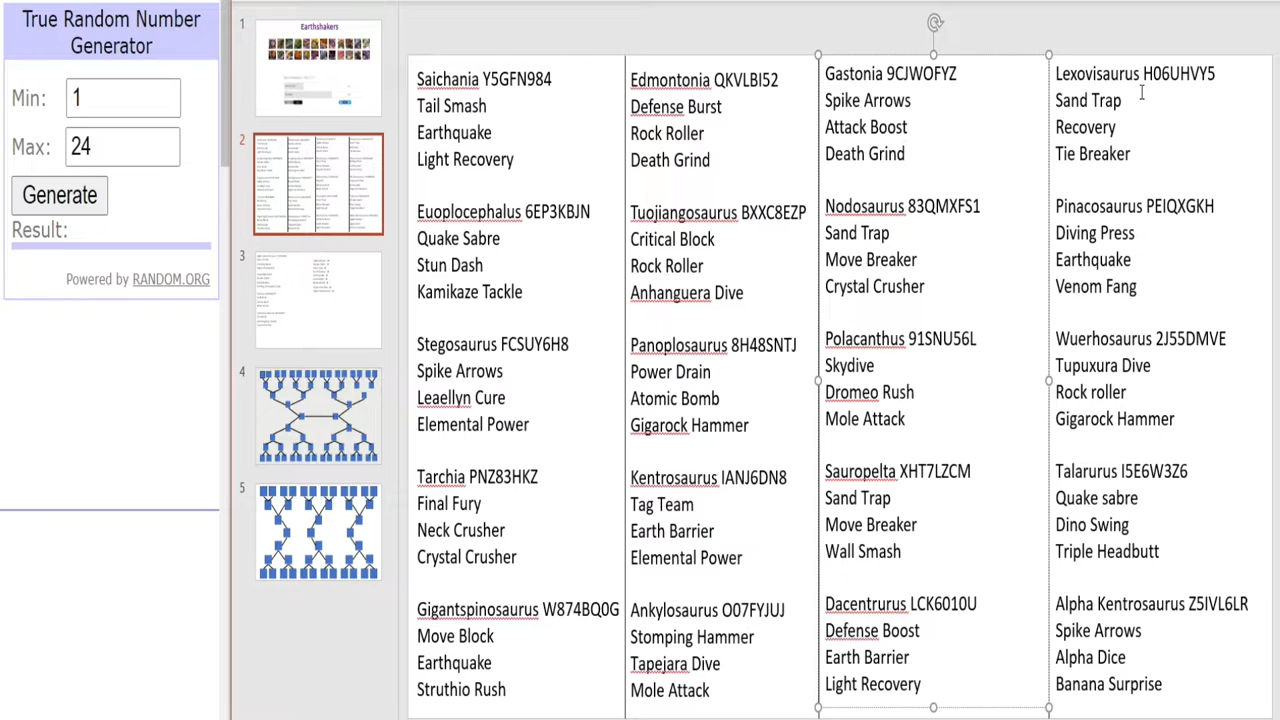 True Random Number
Generator
Min: 1
Max: 24
Generate
Result:
Powered by RANDOM.ORG
1
Earthshakers
2
3
4
5
Saichania Y5GFN984
Tail Smash
Earthquake
Light Recovery
Quake Sabre
Spin Dash
Kamikaze Tackle
Stegosaurus FCSUY6H8
Spike Arrows
Leaellyn Cure
Elemental Power
Tarchia PNZ83HKZ
Final Fury
Neck Crusher
Crystal Crusher
Gigantspinosaurus W874BQ0G
Move Block
Earthquake
Struthio Rush
Edmontonia QKVLBI52
Defense Burst
Rock Roller
Death Grind
Tuojiangosaurus BXXC8EZP
Critical Block
Rock Roller
Anhanguera Dive
Panoplosaurus 8H48SNTJ
Power Drain
Atomic Bomb
Gigarock Hammer
Kentrosaurus IANJ6DN8
Tag Team
Earth Barrier
Elemental Power
Ankylosaurus O07FYJUJ
Stomping Hammer
Tapejara Dive
Mole Attack
Gastonia 9CJWOFYZ
Spike Arrows
Attack Boost
Death Grind
Nodosaurus 83QMXFS1
Sand Trap
Move Breaker
Crystal Crusher
Polacanthus 91SNU56L
Skydive
Dromeo Rush
Mole Attack
Sauropelta XHT7LZCM
Sand Trap
Move Breaker
Wall Smash
Dacentrurus LCK6010U
Defense Boost
Earth Barrier
Light Recovery
Lexovisaurus H06UHVY5
Sand Trap
Recovery
Tie Breaker
Pinacosaurus PEIQXGKH
Diving Press
Earthquake
Venom Fang
Wuerhosaurus 2J55DMVE
Tupuxura Dive
Rock roller
Gigarock Hammer
Talarurus I5E6W3Z6
Quake sabre
Dino Swing
Triple Headbutt
Alpha Kentrosaurus Z5IVL6LR
Spike Arrows
Alpha Dice
Banana Surprise